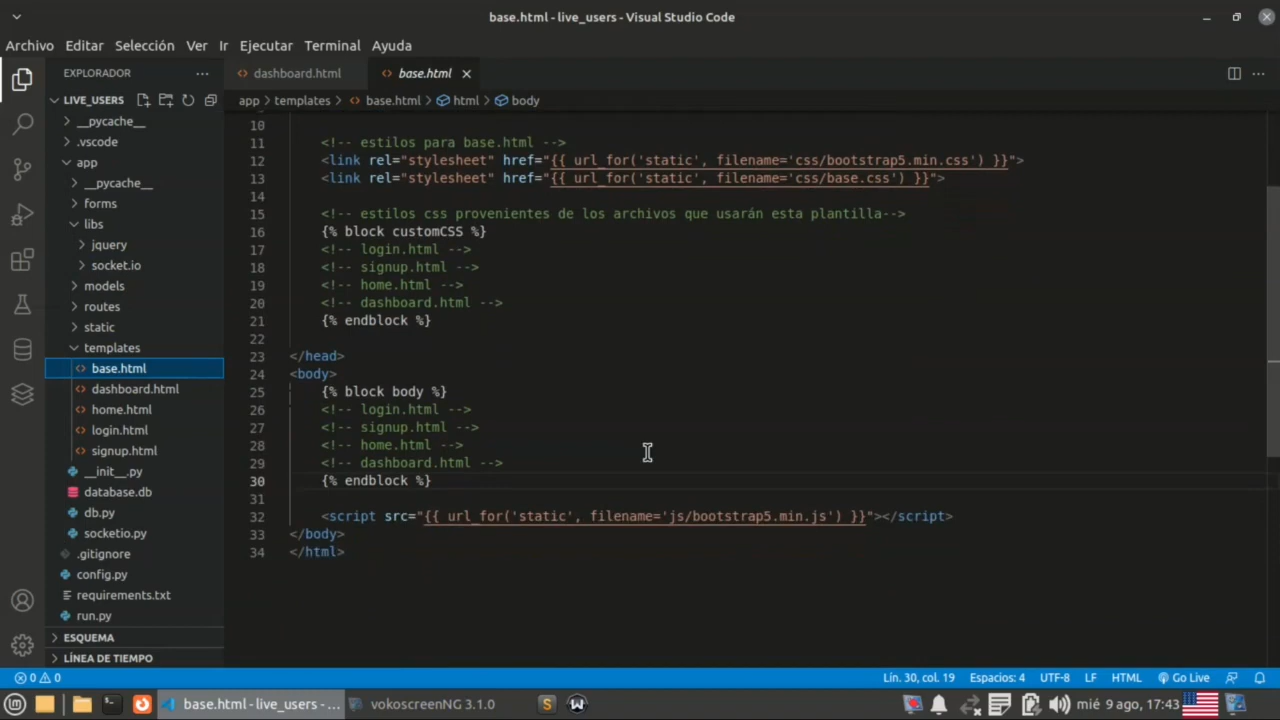 base.html - live_users - Visual Studio Code
Archivo Editar Selección Ver Ir Ejecutar Terminal Ayuda
EXPLORADOR
LIVE_USERS
__pycache__
.vscode
app
__pycache__
forms
libs
jquery
socket.io
models
routes
static
templates
base.html
dashboard.html
home.html
login.html
signup.html
__init__.py
database.db
db.py
socketio.py
.gitignore
config.py
requirements.txt
run.py
ESQUEMA
LÍNEA DE TIEMPO
dashboard.html base.html
app > templates > base.html > html > body
10
11 <!-- estilos para base.html -->
12 <link rel="stylesheet" href="{{ url_for('static', filename='css/bootstrap5.min.css') }}">
13 <link rel="stylesheet" href="{{ url_for('static', filename='css/base.css') }}">
14
15 <!-- estilos css provenientes de los archivos que usarán esta plantilla-->
16 {% block customCSS %}
17 <!-- login.html -->
18 <!-- signup.html -->
19 <!-- home.html -->
20 <!-- dashboard.html -->
21 {% endblock %}
22
23 </head>
24 <body>
25 {% block body %}
26 <!-- login.html -->
27 <!-- signup.html -->
28 <!-- home.html -->
29 <!-- dashboard.html -->
30 {% endblock %}
31
32 <script src="{{ url_for('static', filename='js/bootstrap5.min.js') }}"></script>
33 </body>
34 </html>
0 0 Lín. 30, col. 19 Espacios: 4 UTF-8 LF HTML Go Live
base.html - live_users - ... vokoscreenNG 3.1.0 S W mié 9 ago, 17:43